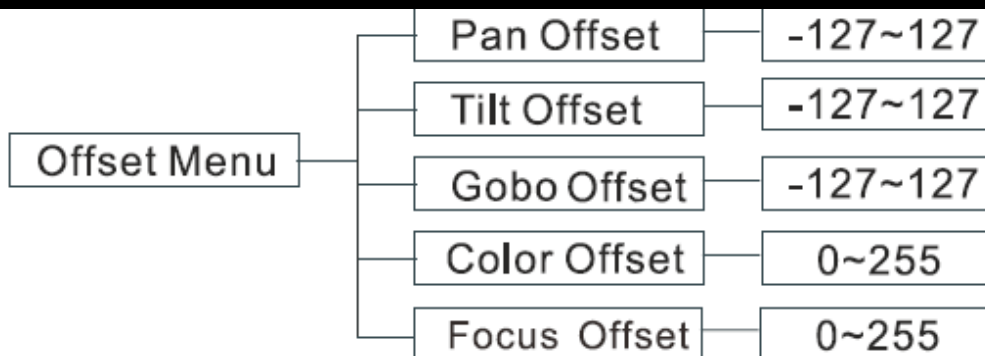 Pan Offset -127~127
Tilt Offset -127~127
Offset Menu
Gobo Offset -127~127
Color Offset 0~255
Focus Offset 0~255